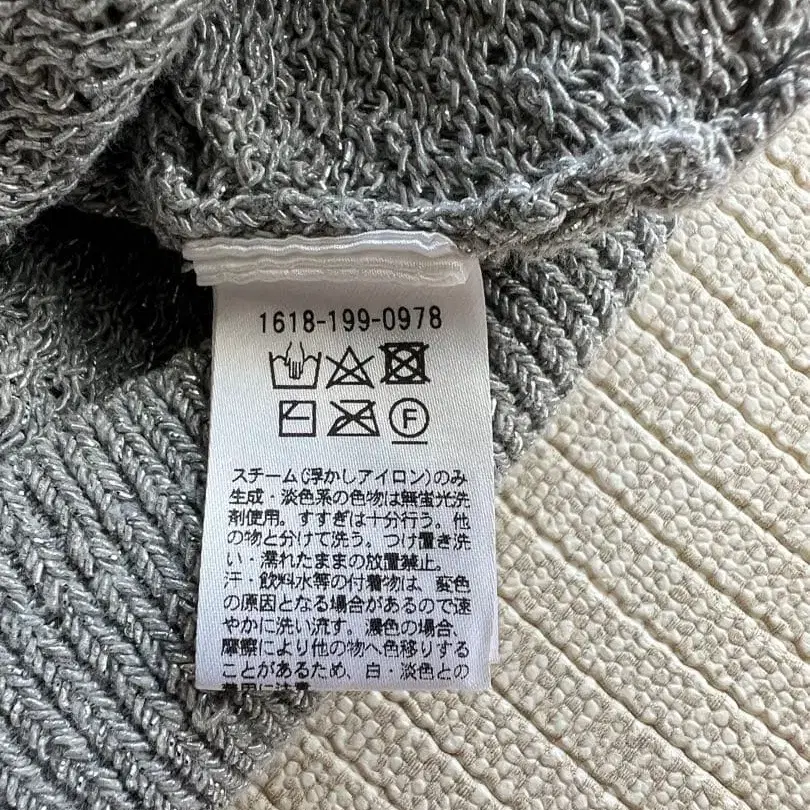 1618-199-0978
F
スチーム(浮かしアイロン)のみ
生成・淡色系の色物は無蛍光洗
剤使用。すすぎは十分行う。他
の物と分けて洗う。つけ置き洗
い・濡れたままの放置禁止。
汗・飲料水等の付着物は、変色
の原因となる場合があるので速
やかに洗い流す。濃色の場合、
摩擦により他の物へ色移りする
ことがあるため、白・淡色との
着用に注意